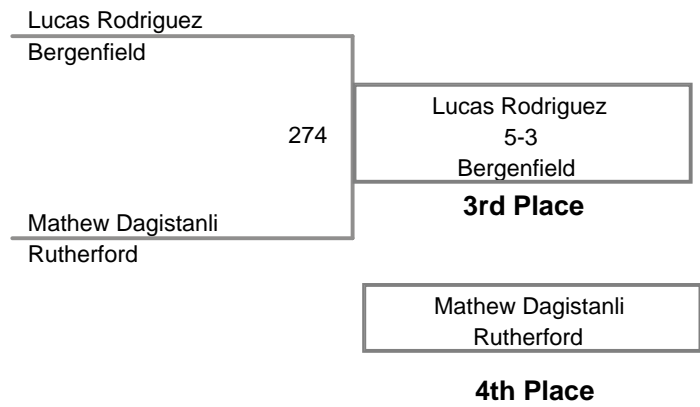 Lucas Rodriguez
Bergenfield
274
Lucas Rodriguez
5-3
Bergenfield
3rd Place
Mathew Dagistanli
Rutherford
Mathew Dagistanli
Rutherford
4th Place